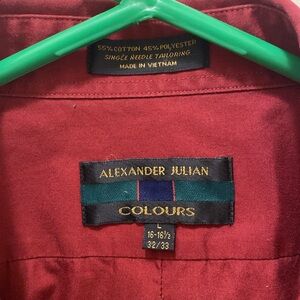 55% COTTON 45% POLYESTER
SINGLE NEEDLE TAILORING
MADE IN VIETNAM
ALEXANDER JULIAN
COLOURS
L
16-16½
32/33